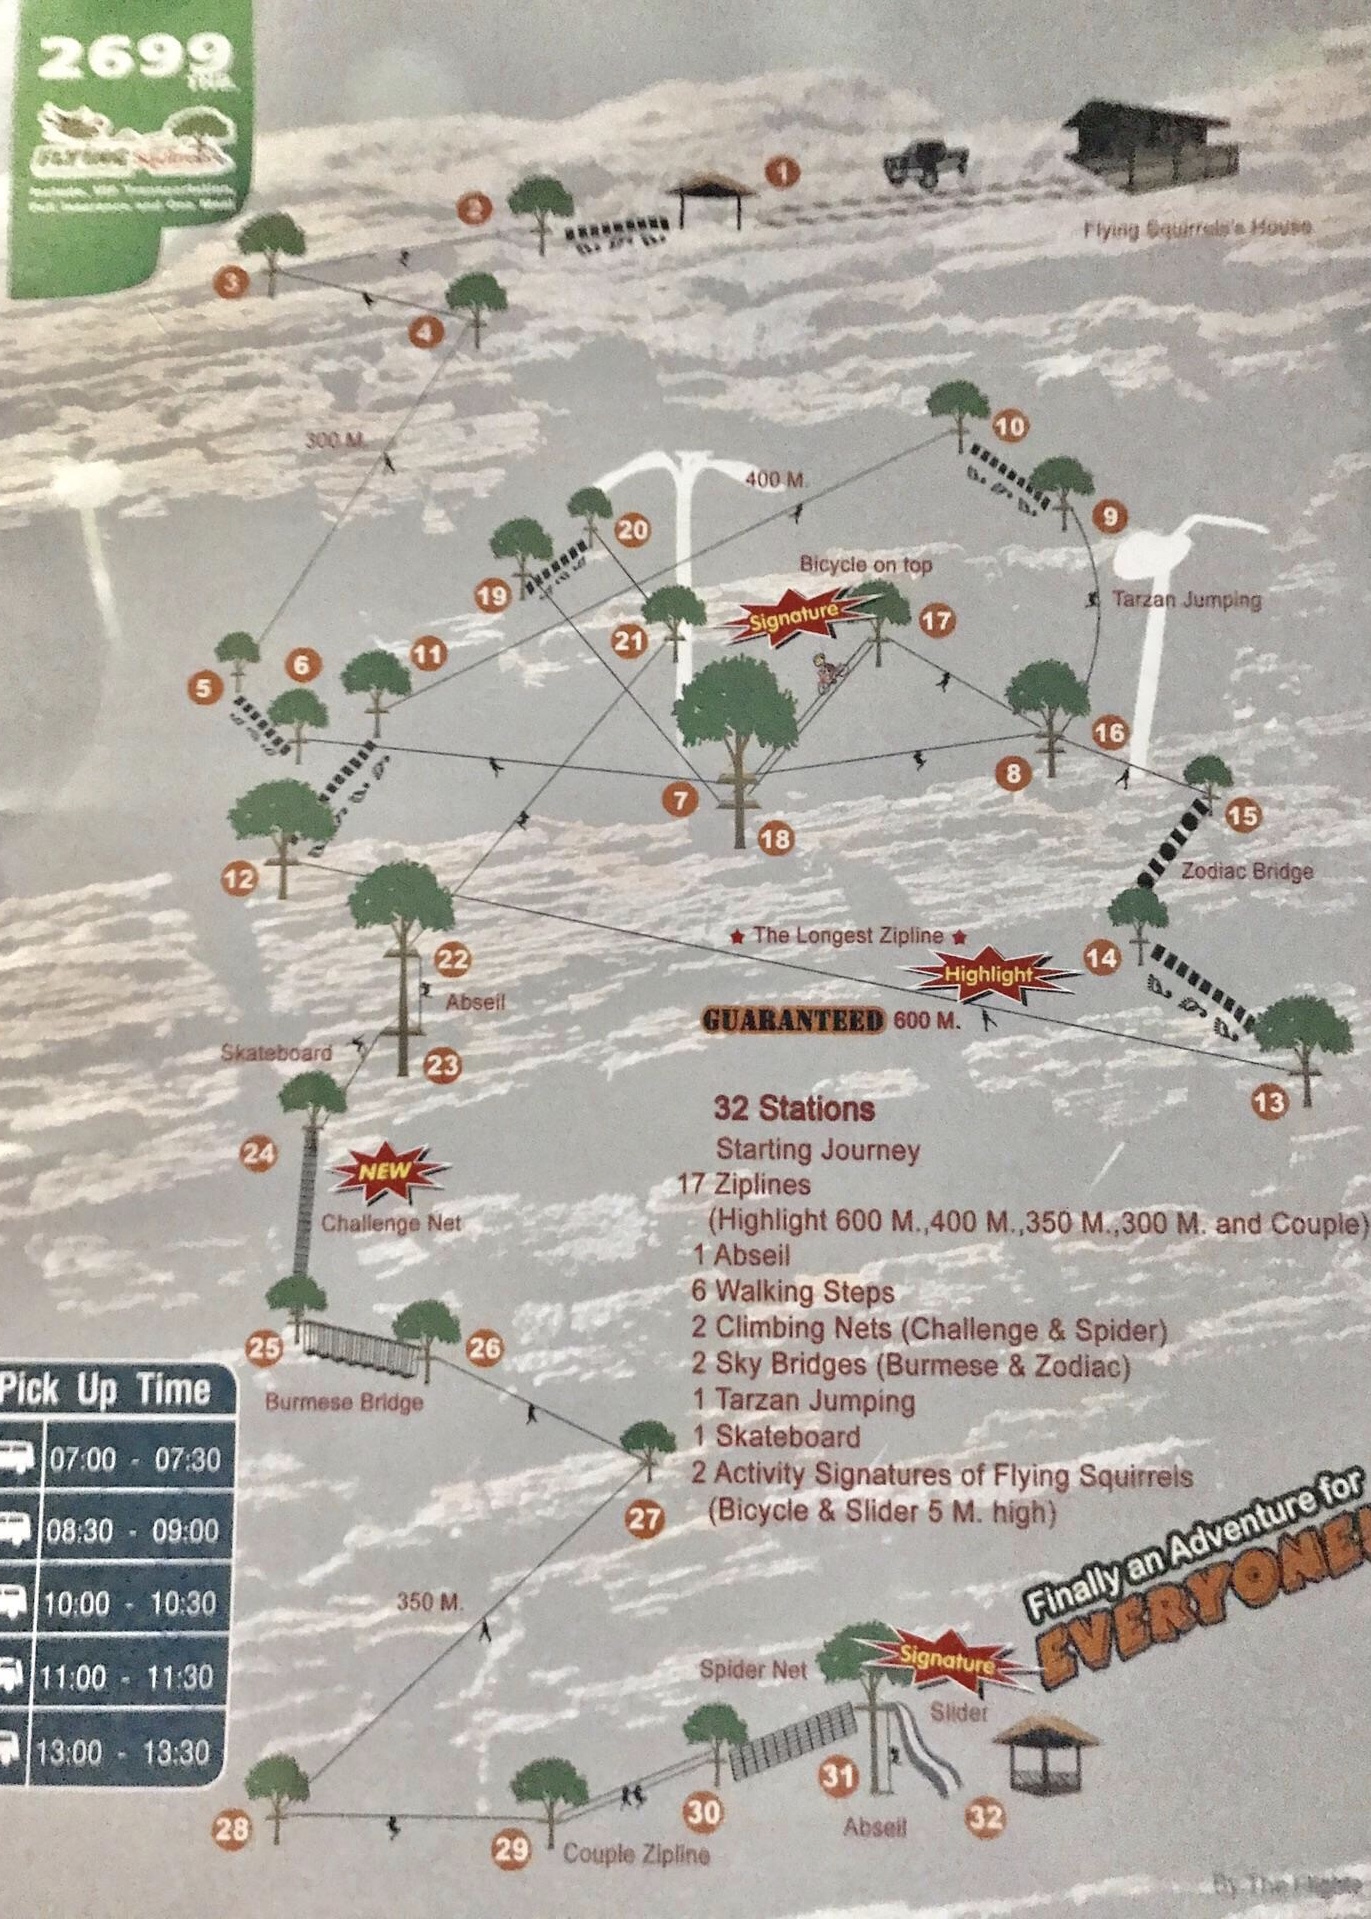 2699
FLYING Squirrels
1
2
Flying Squirrels's House
3
4
300 M.
10
400 M.
9
20
Bicycle on top
19
Tarzan Jumping
Signature
17
21
11
6
5
16
8
7
15
18
Zodiac Bridge
12
★ The Longest Zipline ★
14
22
Highlight
Abseil
GUARANTEED 600 M.
Skateboard
23
13
32 Stations
Starting Journey
24
NEW
17 Ziplines
Challenge Net
(Highlight 600 M.,400 M.,350 M.,300 M. and Couple)
1 Abseil
6 Walking Steps
2 Climbing Nets (Challenge & Spider)
25
26
2 Sky Bridges (Burmese & Zodiac)
Burmese Bridge
1 Tarzan Jumping
1 Skateboard
2 Activity Signatures of Flying Squirrels
(Bicycle & Slider 5 M. high)
27
Pick Up Time
07:00 - 07:30
08:30 - 09:00
10:00 - 10:30
11:00 - 11:30
13:00 - 13:30
Finally an Adventure for
EVERYONE!
350 M.
Spider Net
Signature
Slider
28
29
30
31
32
Abseil
Couple Zipline
By The Flights